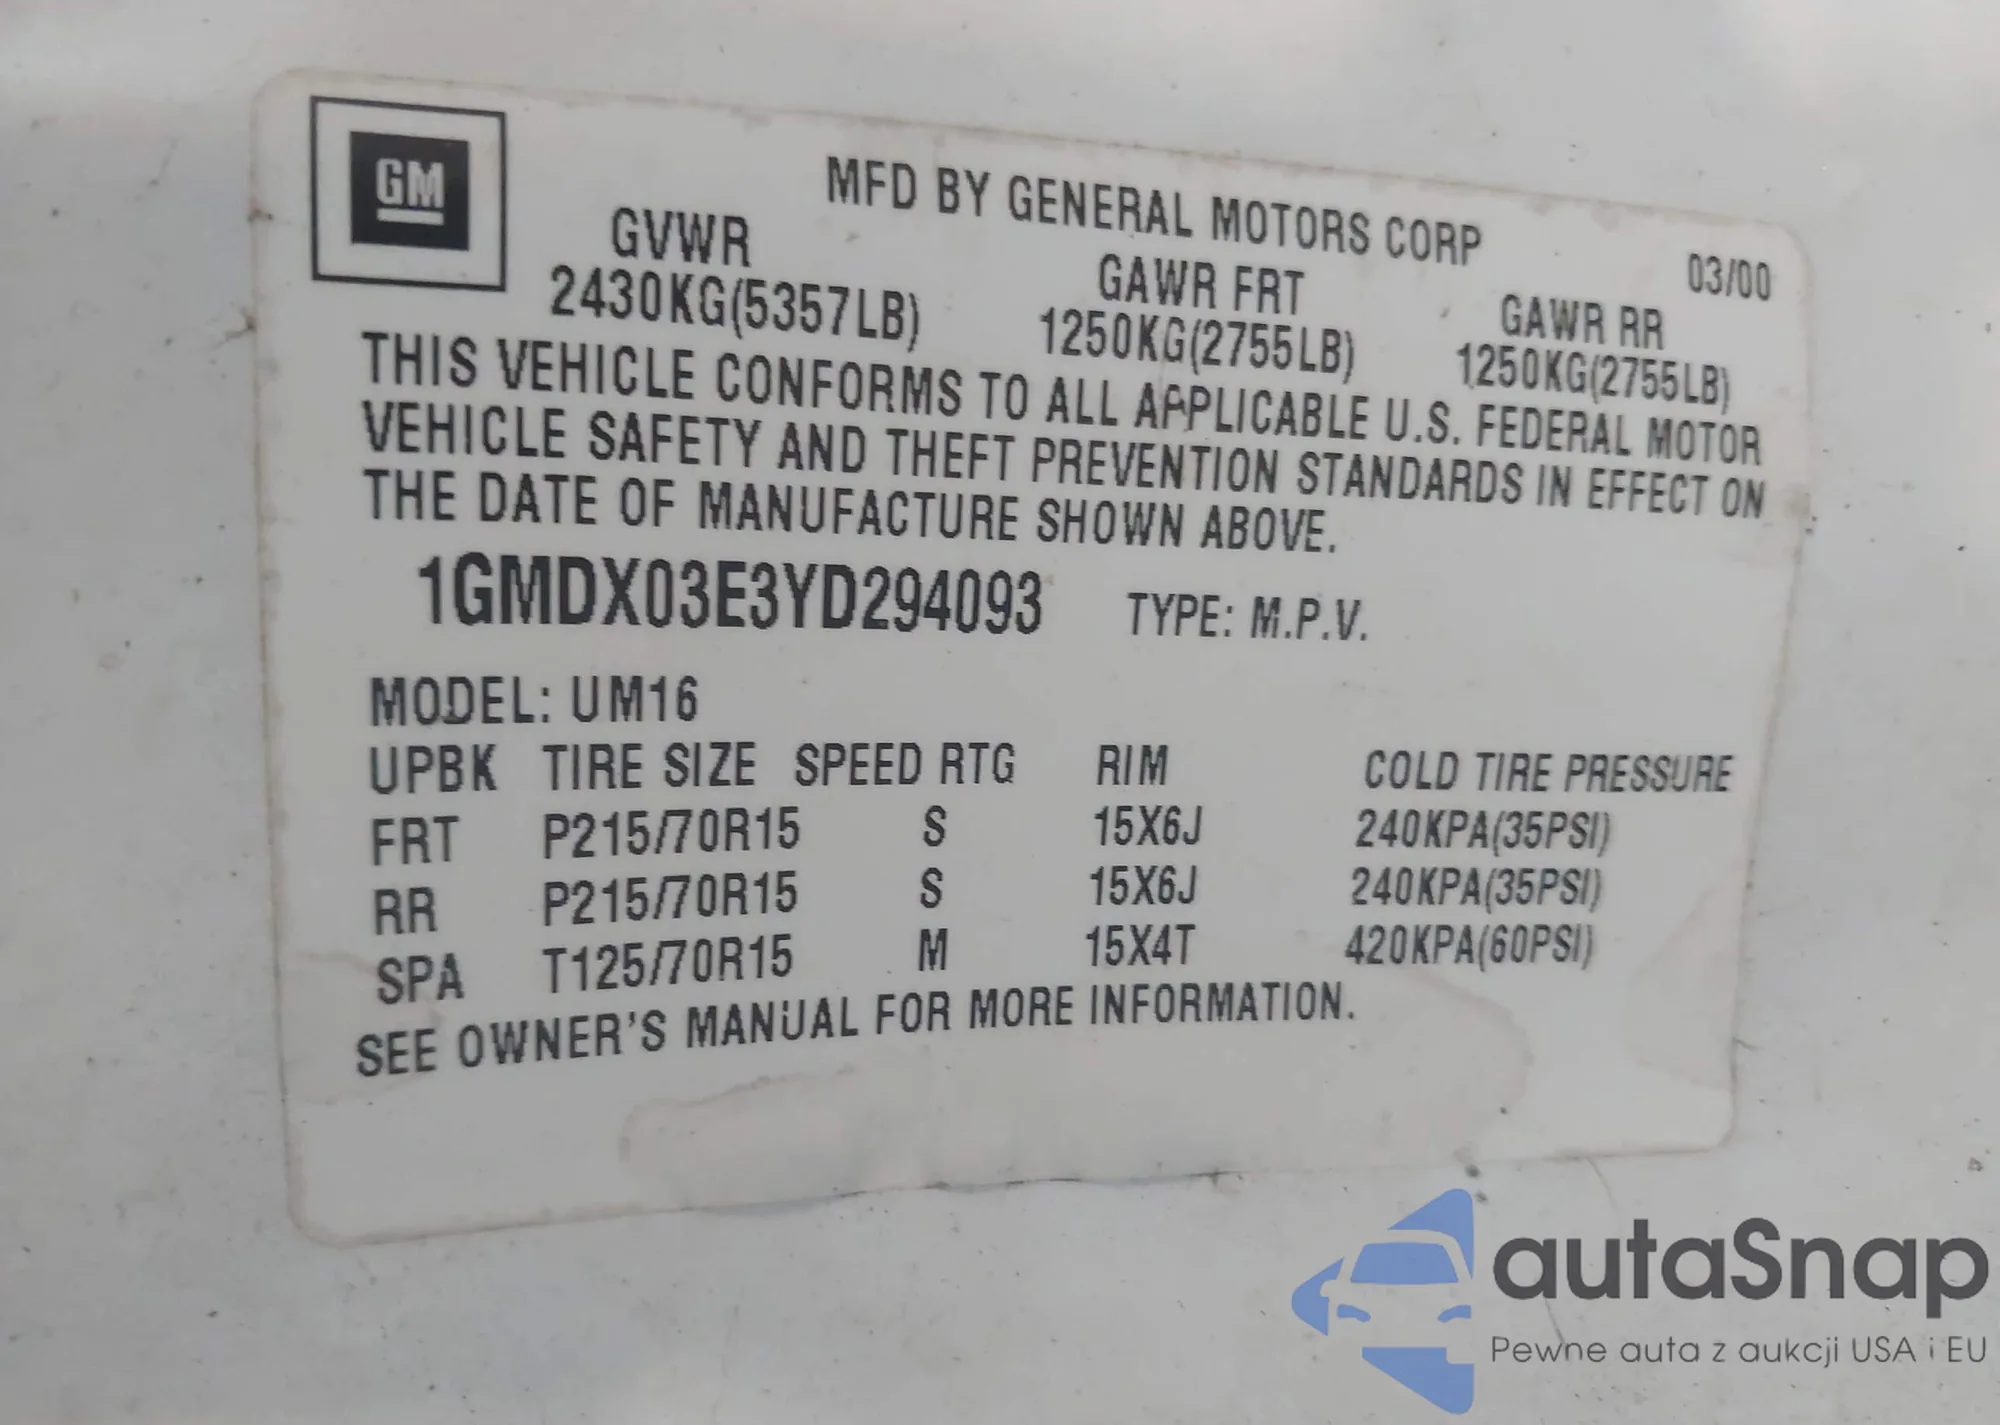 GM
MFD BY GENERAL MOTORS CORP
03/00
GVWR GAWR FRT GAWR RR
2430KG(5357LB) 1250KG(2755LB) 1250KG(2755LB)
THIS VEHICLE CONFORMS TO ALL APPLICABLE U.S. FEDERAL MOTOR
VEHICLE SAFETY AND THEFT PREVENTION STANDARDS IN EFFECT ON
THE DATE OF MANUFACTURE SHOWN ABOVE.
1GMDX03E3YD294093 TYPE: M.P.V.
MODEL: UM16
UPBK TIRE SIZE SPEED RTG RIM COLD TIRE PRESSURE
FRT P215/70R15 S 15X6J 240KPA(35PSI)
RR P215/70R15 S 15X6J 240KPA(35PSI)
SPA T125/70R15 M 15X4T 420KPA(60PSI)
SEE OWNER'S MANUAL FOR MORE INFORMATION.
autaSnap
Pewne auta z aukcji USA i EU